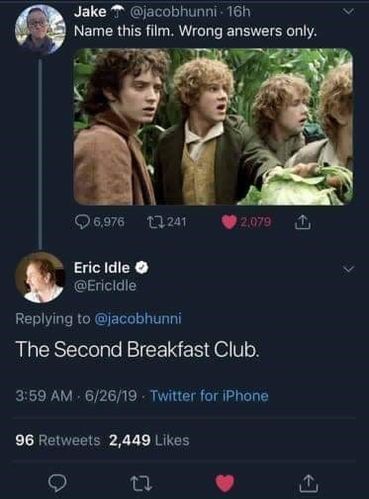 Jake ☂ @jacobhunni · 16h
Name this film. Wrong answers only.
6,976 241 2,079
Eric Idle
@EricIdle
Replying to @jacobhunni
The Second Breakfast Club.
3:59 AM · 6/26/19 · Twitter for iPhone
96 Retweets 2,449 Likes